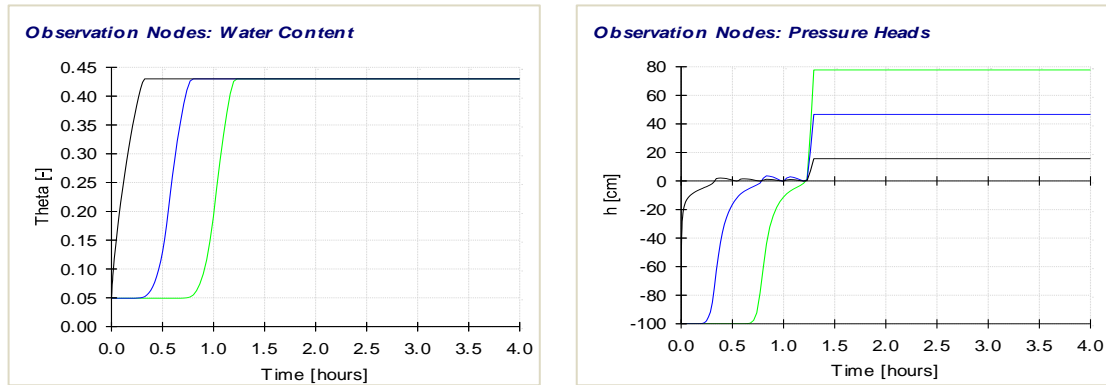 Observation Nodes: Water Content
0.45
0.40
0.35
0.30
0.25
0.20
0.15
0.10
0.05
0.00
Theta [-]
0.0 0.5 1.0 1.5 2.0 2.5 3.0 3.5 4.0
Time [hours]
Observation Nodes: Pressure Heads
80
60
40
20
0
-20
-40
-60
-80
-100
h [cm]
0.0 0.5 1.0 1.5 2.0 2.5 3.0 3.5 4.0
Time [hours]